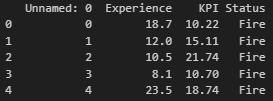 Unnamed: 0 Experience KPI Status
0 0 18.7 10.22 Fire
1 1 12.0 15.11 Fire
2 2 10.5 21.74 Fire
3 3 8.1 10.70 Fire
4 4 23.5 18.74 Fire